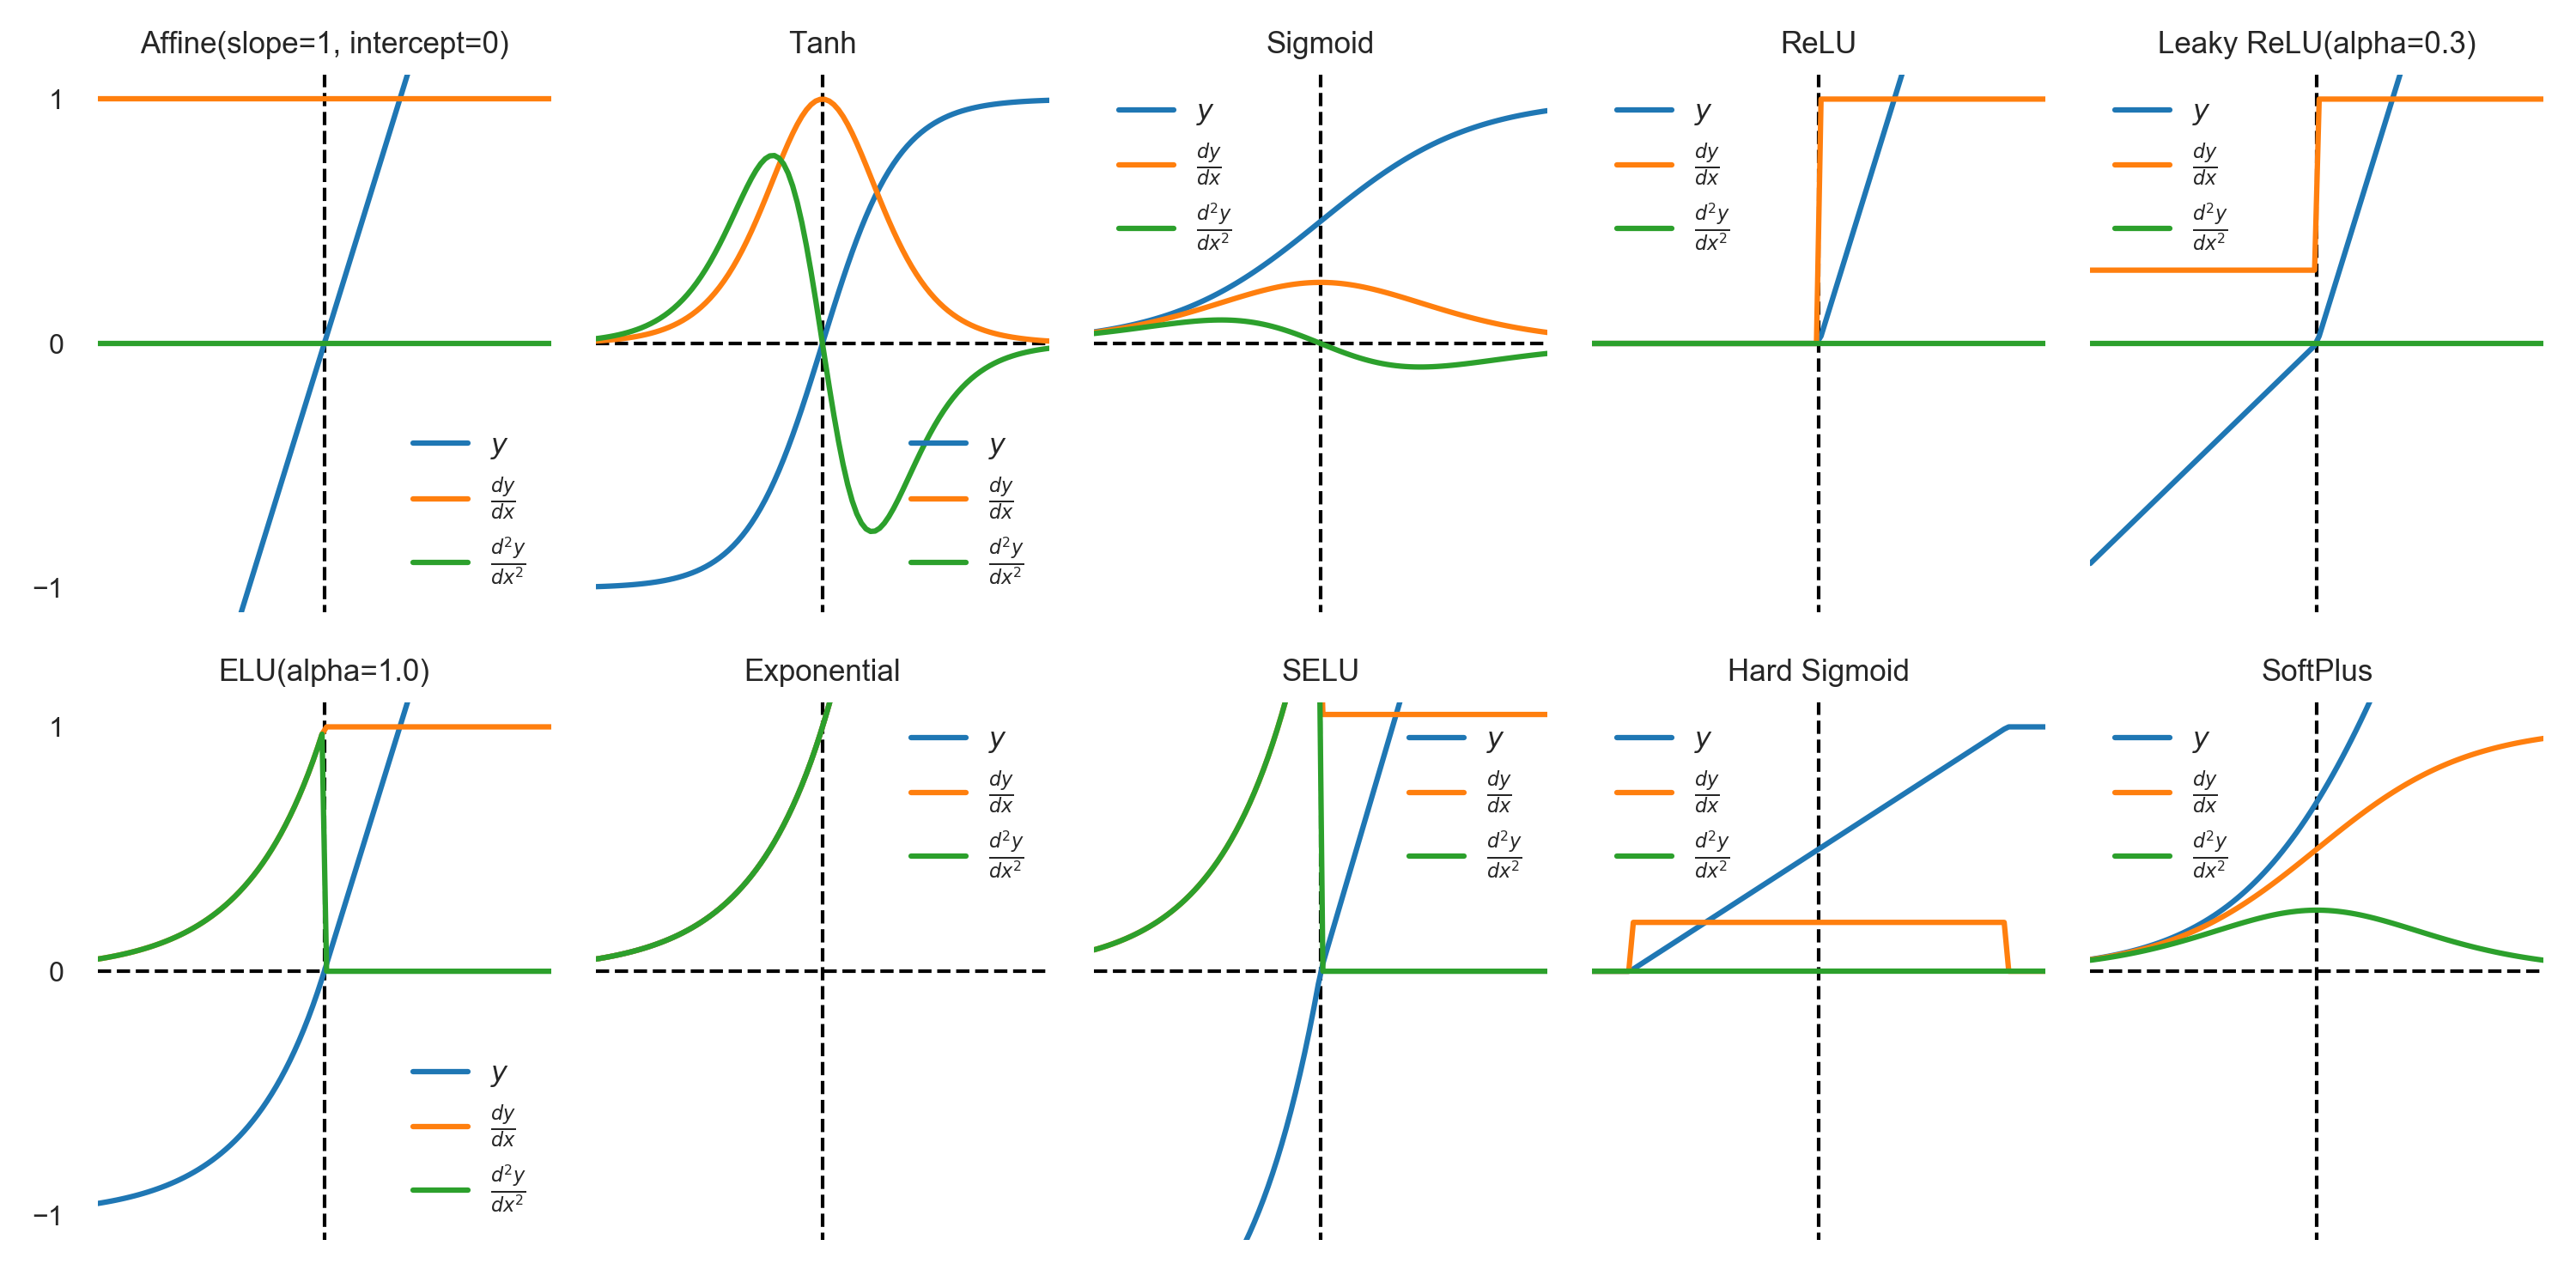 Affine(slope=1, intercept=0)
1
0
−1
y
dy/dx
d²y/dx²
Tanh
y
dy/dx
d²y/dx²
Sigmoid
y
dy/dx
d²y/dx²
ReLU
y
dy/dx
d²y/dx²
Leaky ReLU(alpha=0.3)
y
dy/dx
d²y/dx²
ELU(alpha=1.0)
1
0
−1
y
dy/dx
d²y/dx²
Exponential
y
dy/dx
d²y/dx²
SELU
y
dy/dx
d²y/dx²
Hard Sigmoid
y
dy/dx
d²y/dx²
SoftPlus
y
dy/dx
d²y/dx²